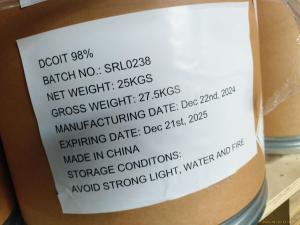 DCOIT 98%
BATCH NO.: SRL0238
NET WEIGHT: 25KGS
GROSS WEIGHT: 27.5KGS
MANUFACTURING DATE: Dec 22nd, 2024
EXPIRING DATE: Dec 21st, 2025
MADE IN CHINA
STORAGE CONDITONS:
AVOID STRONG LIGHT, WATER AND FIRE